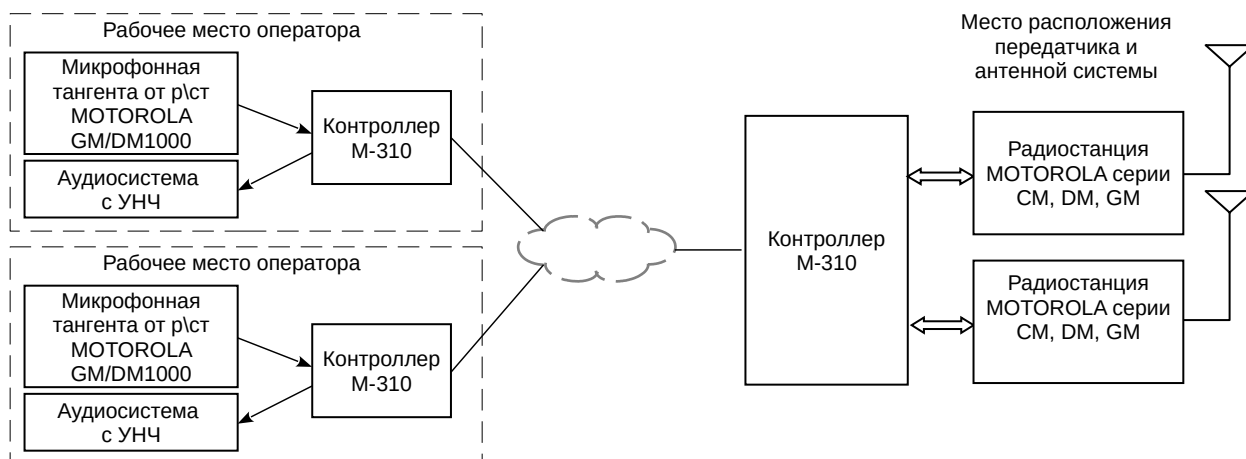 Рабочее место оператора
Микрофонная
тангента от р\ст
MOTOROLA
GM/DM1000
Контроллер
М-310
Аудиосистема
с УНЧ
Рабочее место оператора
Микрофонная
тангента от р\ст
MOTOROLA
GM/DM1000
Контроллер
М-310
Аудиосистема
с УНЧ
Контроллер
М-310
Место расположения
передатчика и
антенной системы
Радиостанция
MOTOROLA серии
CM, DM, GM
Радиостанция
MOTOROLA серии
CM, DM, GM